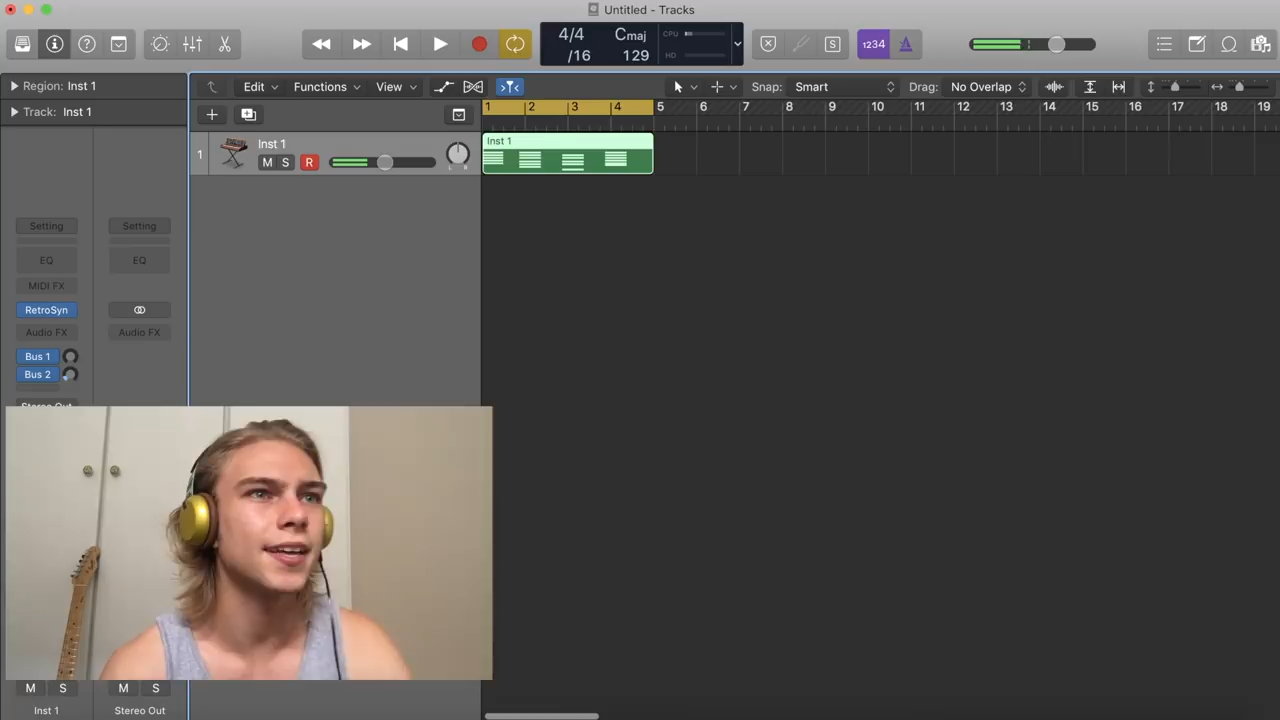 Untitled - Tracks
4/4 Cmaj
/16 129
CPU
HD
1234
S
Region: Inst 1
Edit Functions View
Snap: Smart
Drag: No Overlap
Track: Inst 1
1 2 3 4 5 6 7 8 9 10 11 12 13 14 15 16 17 18 19
1
Inst 1
M S R
L R
Inst 1
Setting Setting
EQ EQ
MIDI FX
RetroSyn
Audio FX Audio FX
Bus 1
Bus 2
Stereo Out
M S M S
Inst 1 Stereo Out